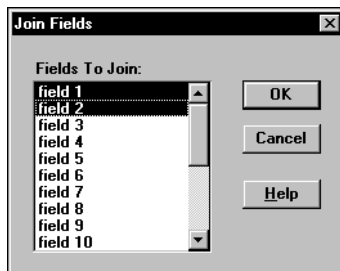 Join Fields
Fields To Join:
field 1
field 2
field 3
field 4
field 5
field 6
field 7
field 8
field 9
field 10
OK
Cancel
Help